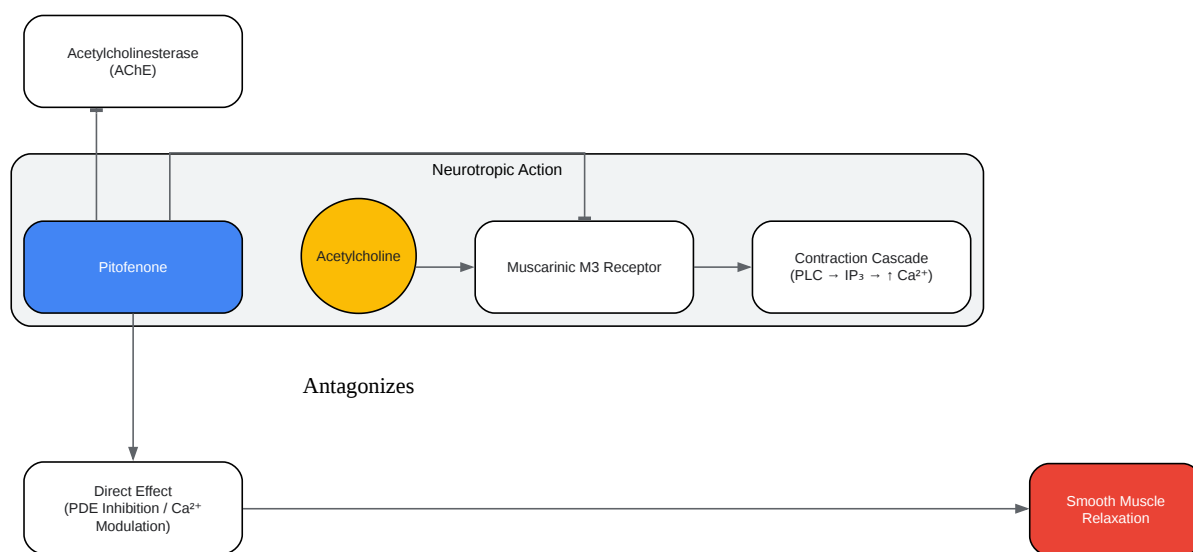 Acetylcholinesterase
(AChE)
Neurotropic Action
Pitofenone
Acetylcholine
Muscarinic M3 Receptor
Contraction Cascade
(PLC → IP₃ → ↑ Ca²⁺)
Antagonizes
Direct Effect
(PDE Inhibition / Ca²⁺
Modulation)
Smooth Muscle
Relaxation